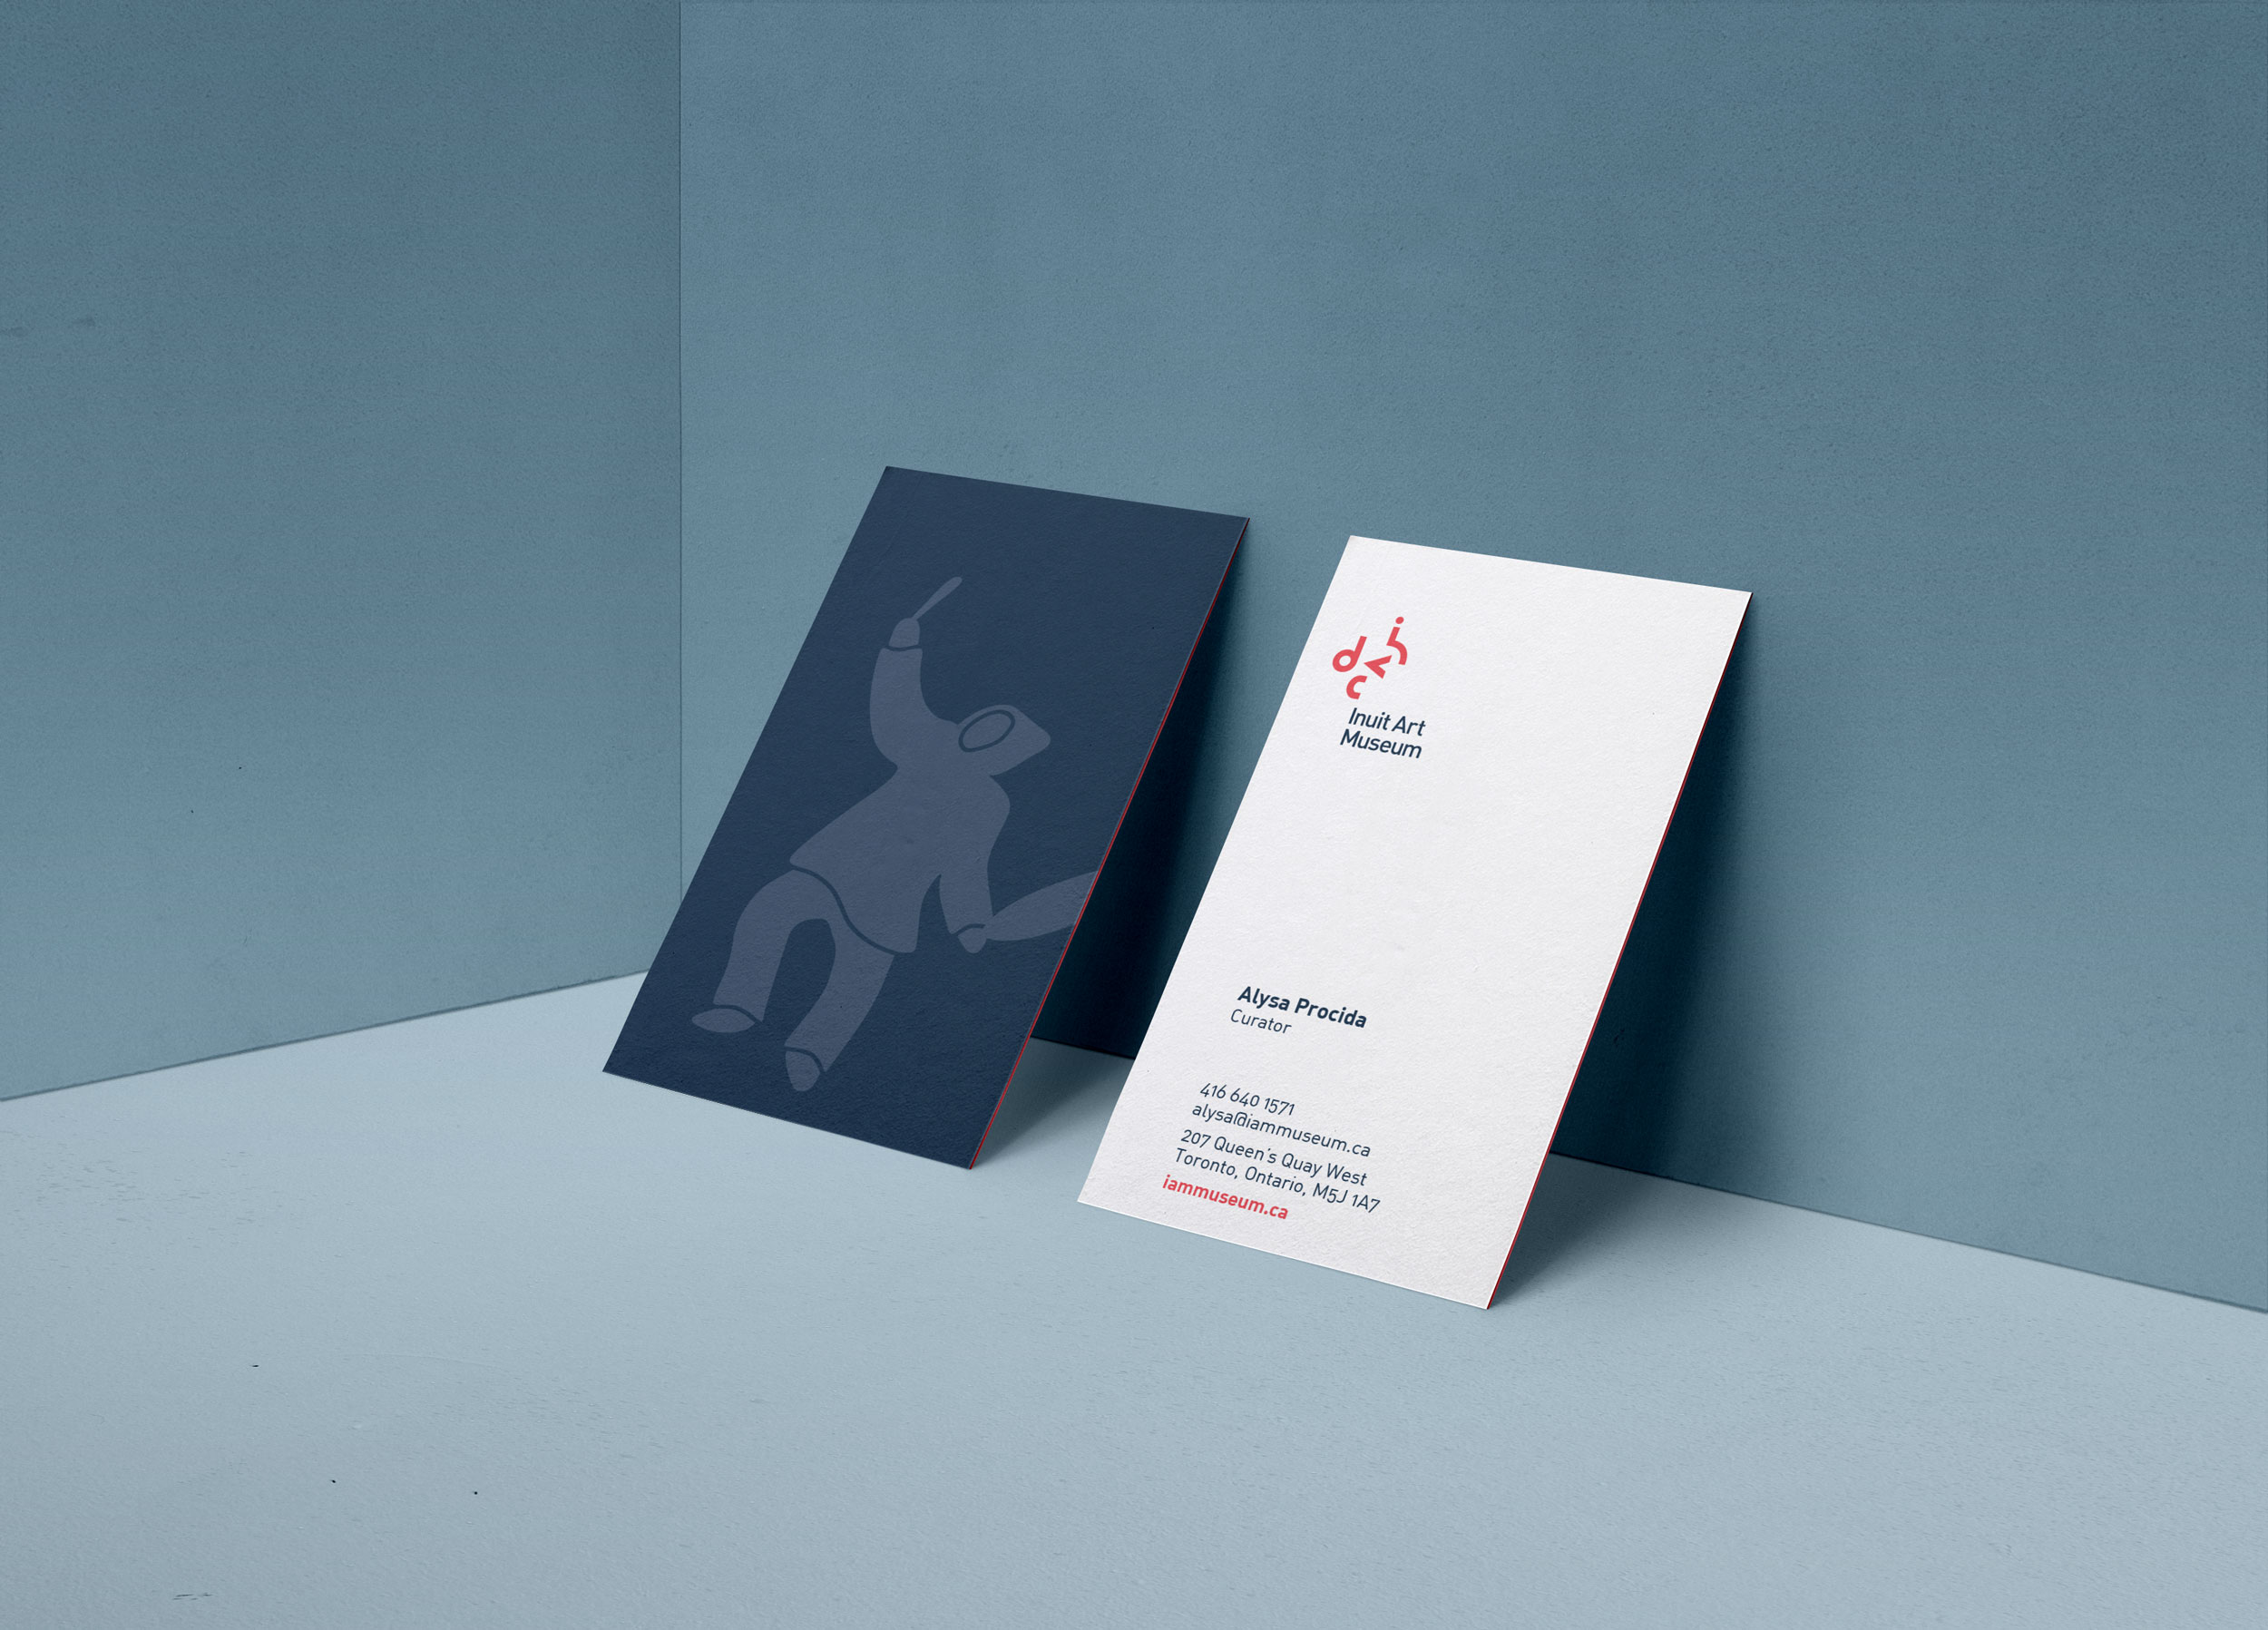 Inuit Art
Museum
Alysa Procida
Curator
416 640 1571
alysa@iammuseum.ca
207 Queen's Quay West
Toronto, Ontario, M5J 1A7
iammuseum.ca